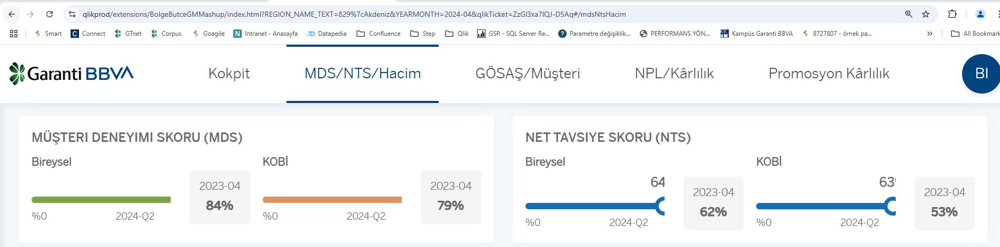 qlikprod/extensions/BolgeButceGMMashup/index.html?REGION_NAME_TEXT=829%7cAkdeniz&YEARMONTH=2024-04&qlikTicket=ZzGI3xa7IQJ-D5Aq#/mdsNtsHacim
Smart Connect GTnet Corpus Goagile Intranet - Anasayfa Datapedia Confluence Step Qlik GSR - SQL Server Re... Parametre değişiklik... PERFORMANS YÖN... Kampüs Garanti BBVA 8727807 - örnek pa... » All Bookmark
Garanti BBVA Kokpit MDS/NTS/Hacim GÖSAŞ/Müşteri NPL/Kârlılık Promosyon Kârlılık BI
MÜŞTERI DENEYIMI SKORU (MDS)
Bireysel
2023-04
84%
%0 2024-Q2
KOBİ
2023-04
79%
%0 2024-Q2
NET TAVSIYE SKORU (NTS)
Bireysel
64
2023-04
62%
%0 2024-Q2
KOBİ
63
2023-04
53%
%0 2024-Q2